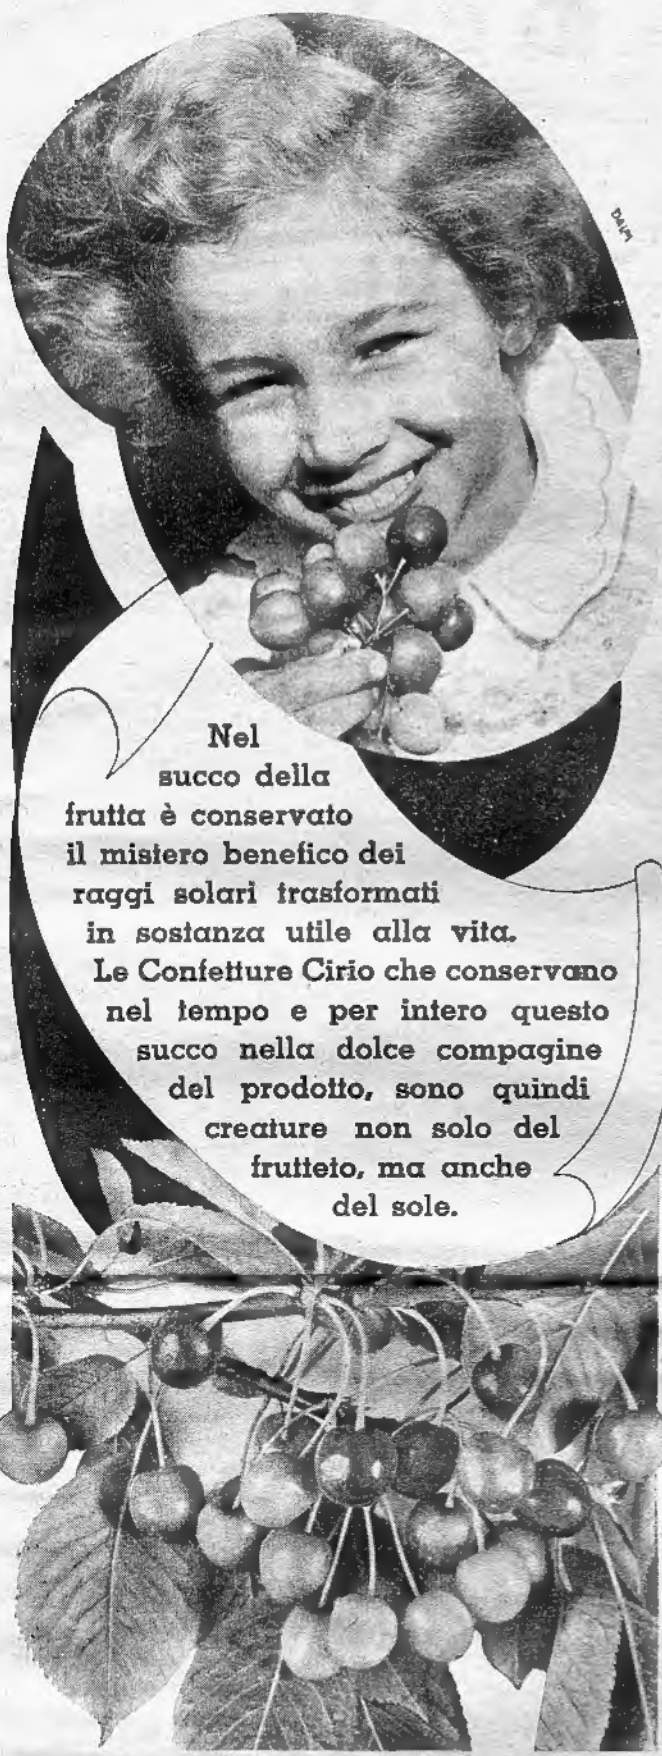 DALM
Nel
succo della
frutta è conservato
il mistero benefico dei
raggi solari trasformati
in sostanza utile alla vita.
Le Confetture Cirio che conservano
nel tempo e per intero questo
succo nella dolce compagine
del prodotto, sono quindi
creature non solo del
frutteto, ma anche
del sole.